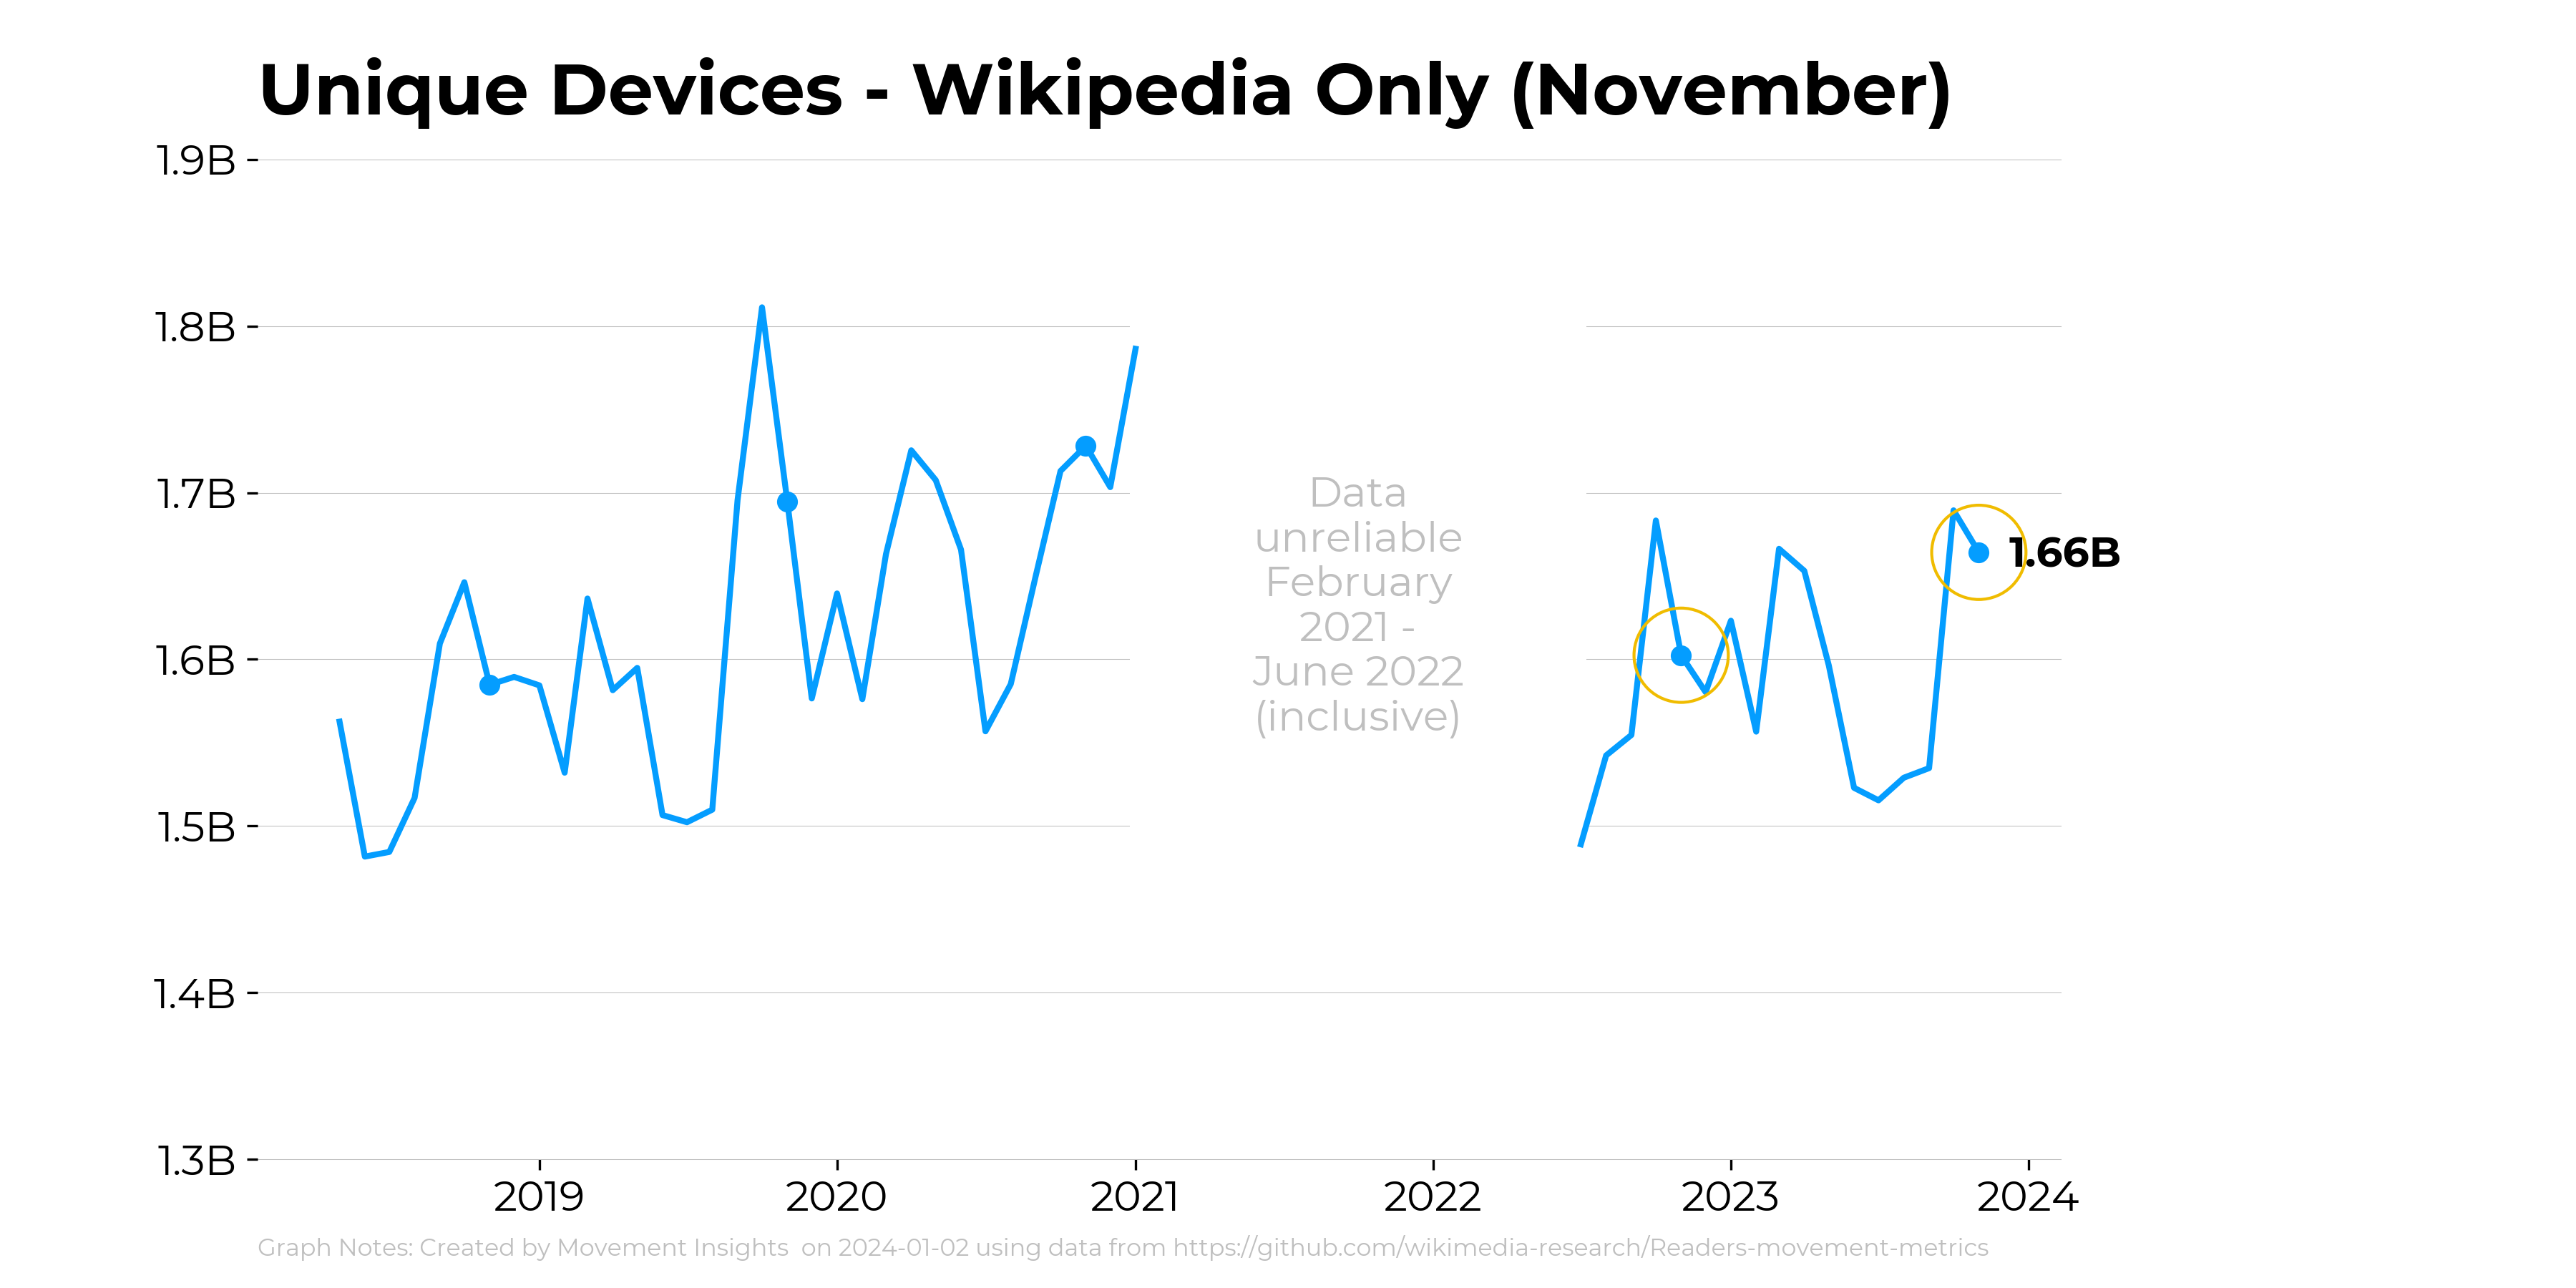 Unique Devices - Wikipedia Only (November)
1.9B
1.8B
1.7B
1.6B
1.5B
1.4B
1.3B
Data
unreliable
February
2021 -
June 2022
(inclusive)
1.66B
2019
2020
2021
2022
2023
2024
Graph Notes: Created by Movement Insights  on 2024-01-02 using data from https://github.com/wikimedia-research/Readers-movement-metrics